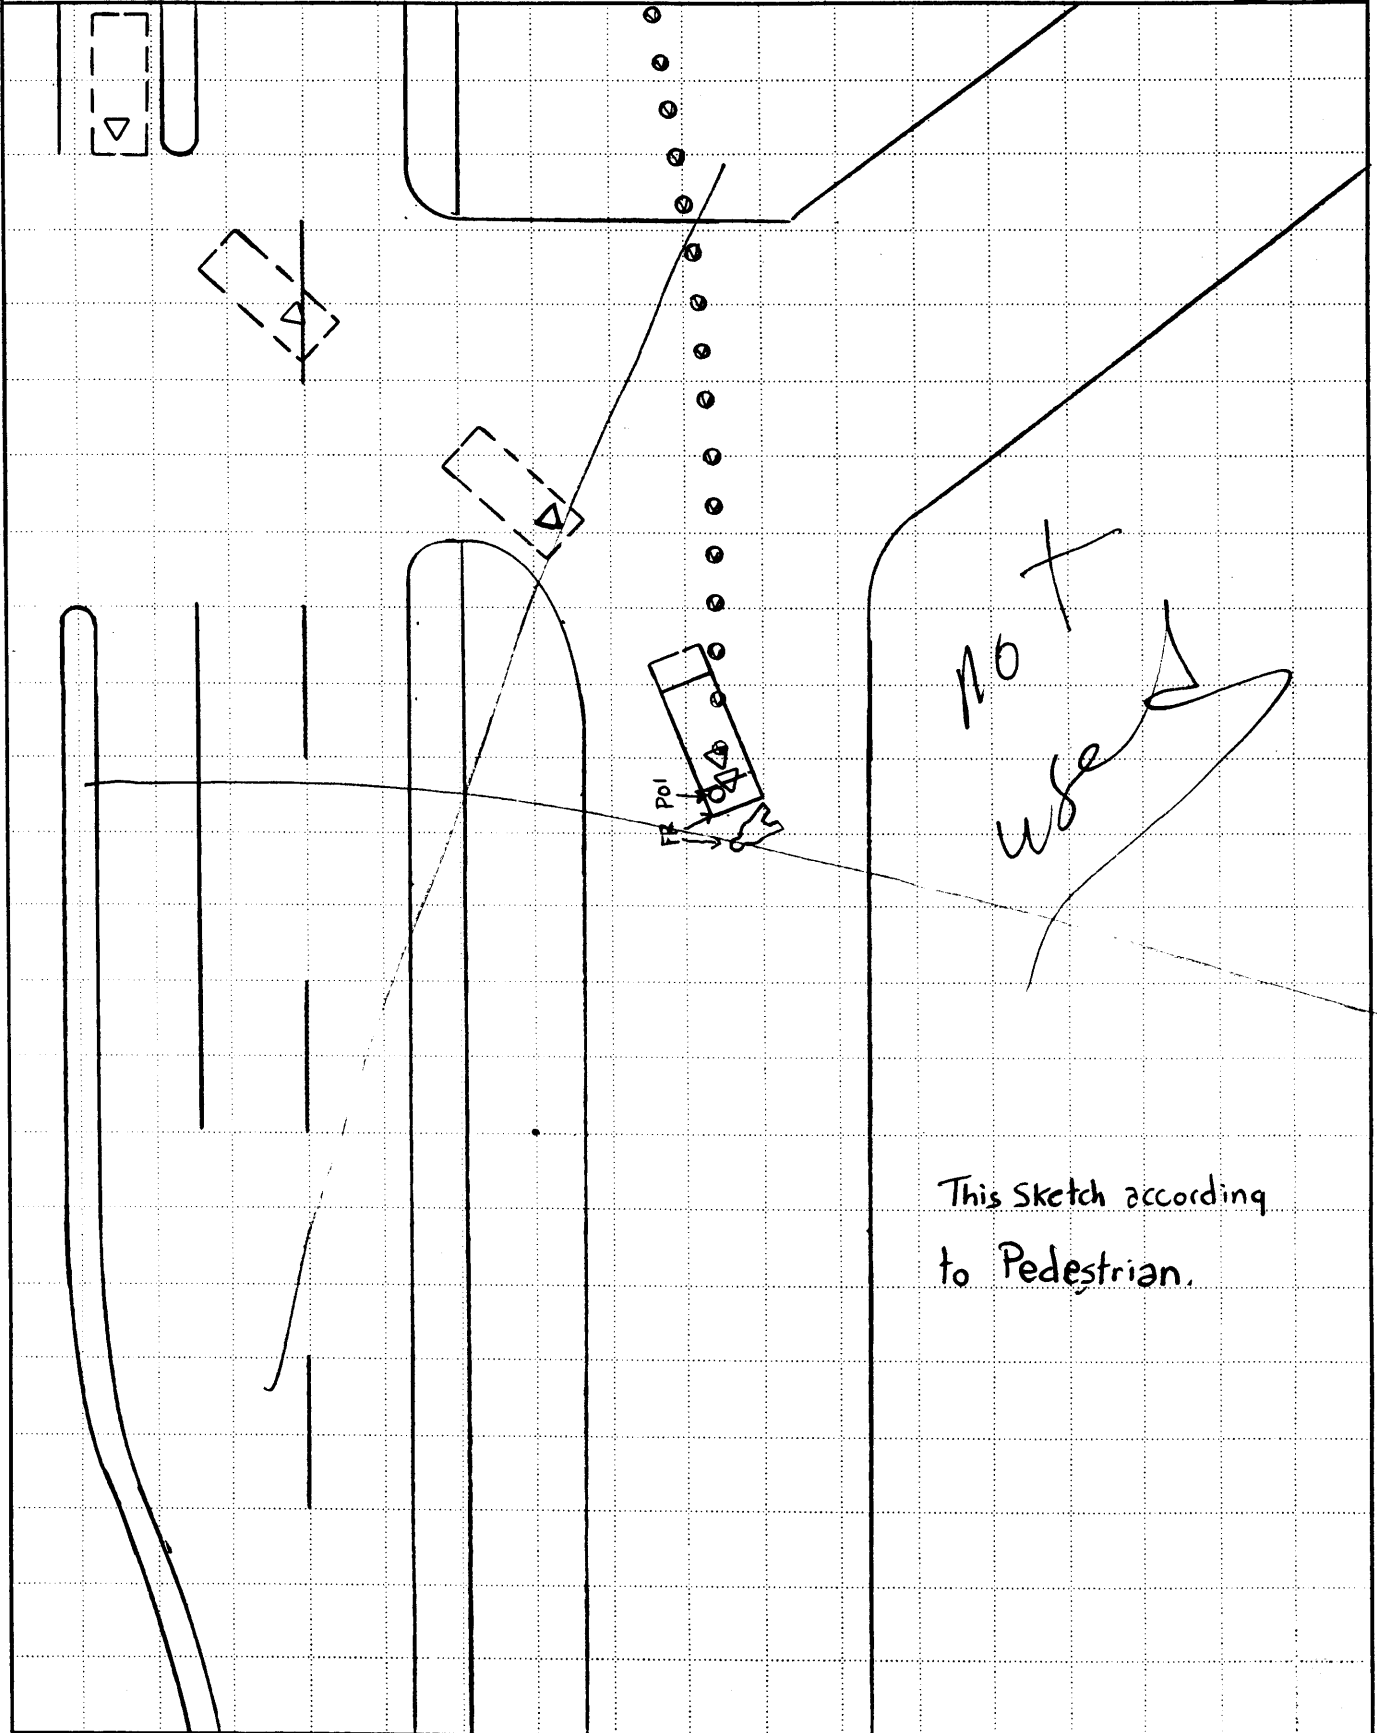 POI
FR
not
used
This Sketch according
to Pedestrian.